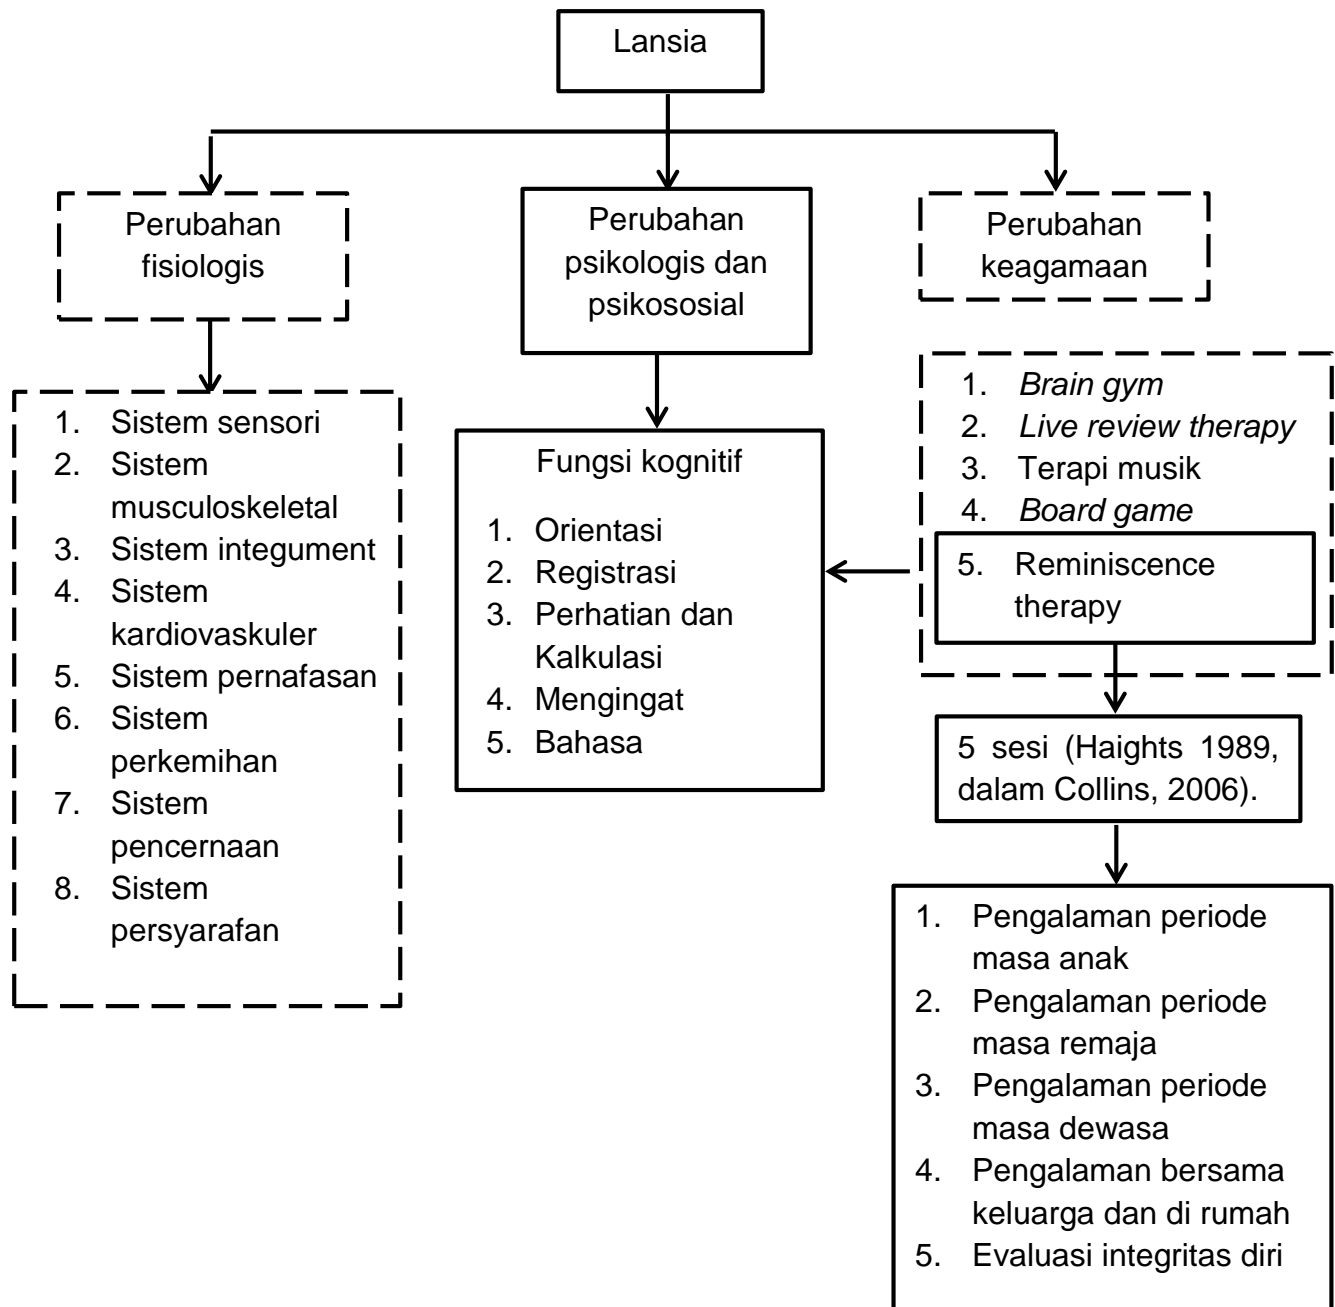 Lansia
Perubahan
fisiologis
Perubahan
psikologis dan
psikososial
Perubahan
keagamaan
1. Sistem sensori
2. Sistem
musculoskeletal
3. Sistem integument
4. Sistem
kardiovaskuler
5. Sistem pernafasan
6. Sistem
perkemihan
7. Sistem
pencernaan
8. Sistem
persyarafan
Fungsi kognitif
1. Orientasi
2. Registrasi
3. Perhatian dan
Kalkulasi
4. Mengingat
5. Bahasa
1. Brain gym
2. Live review therapy
3. Terapi musik
4. Board game
5. Reminiscence
therapy
5 sesi (Haights 1989,
dalam Collins, 2006).
1. Pengalaman periode
masa anak
2. Pengalaman periode
masa remaja
3. Pengalaman periode
masa dewasa
4. Pengalaman bersama
keluarga dan di rumah
5. Evaluasi integritas diri